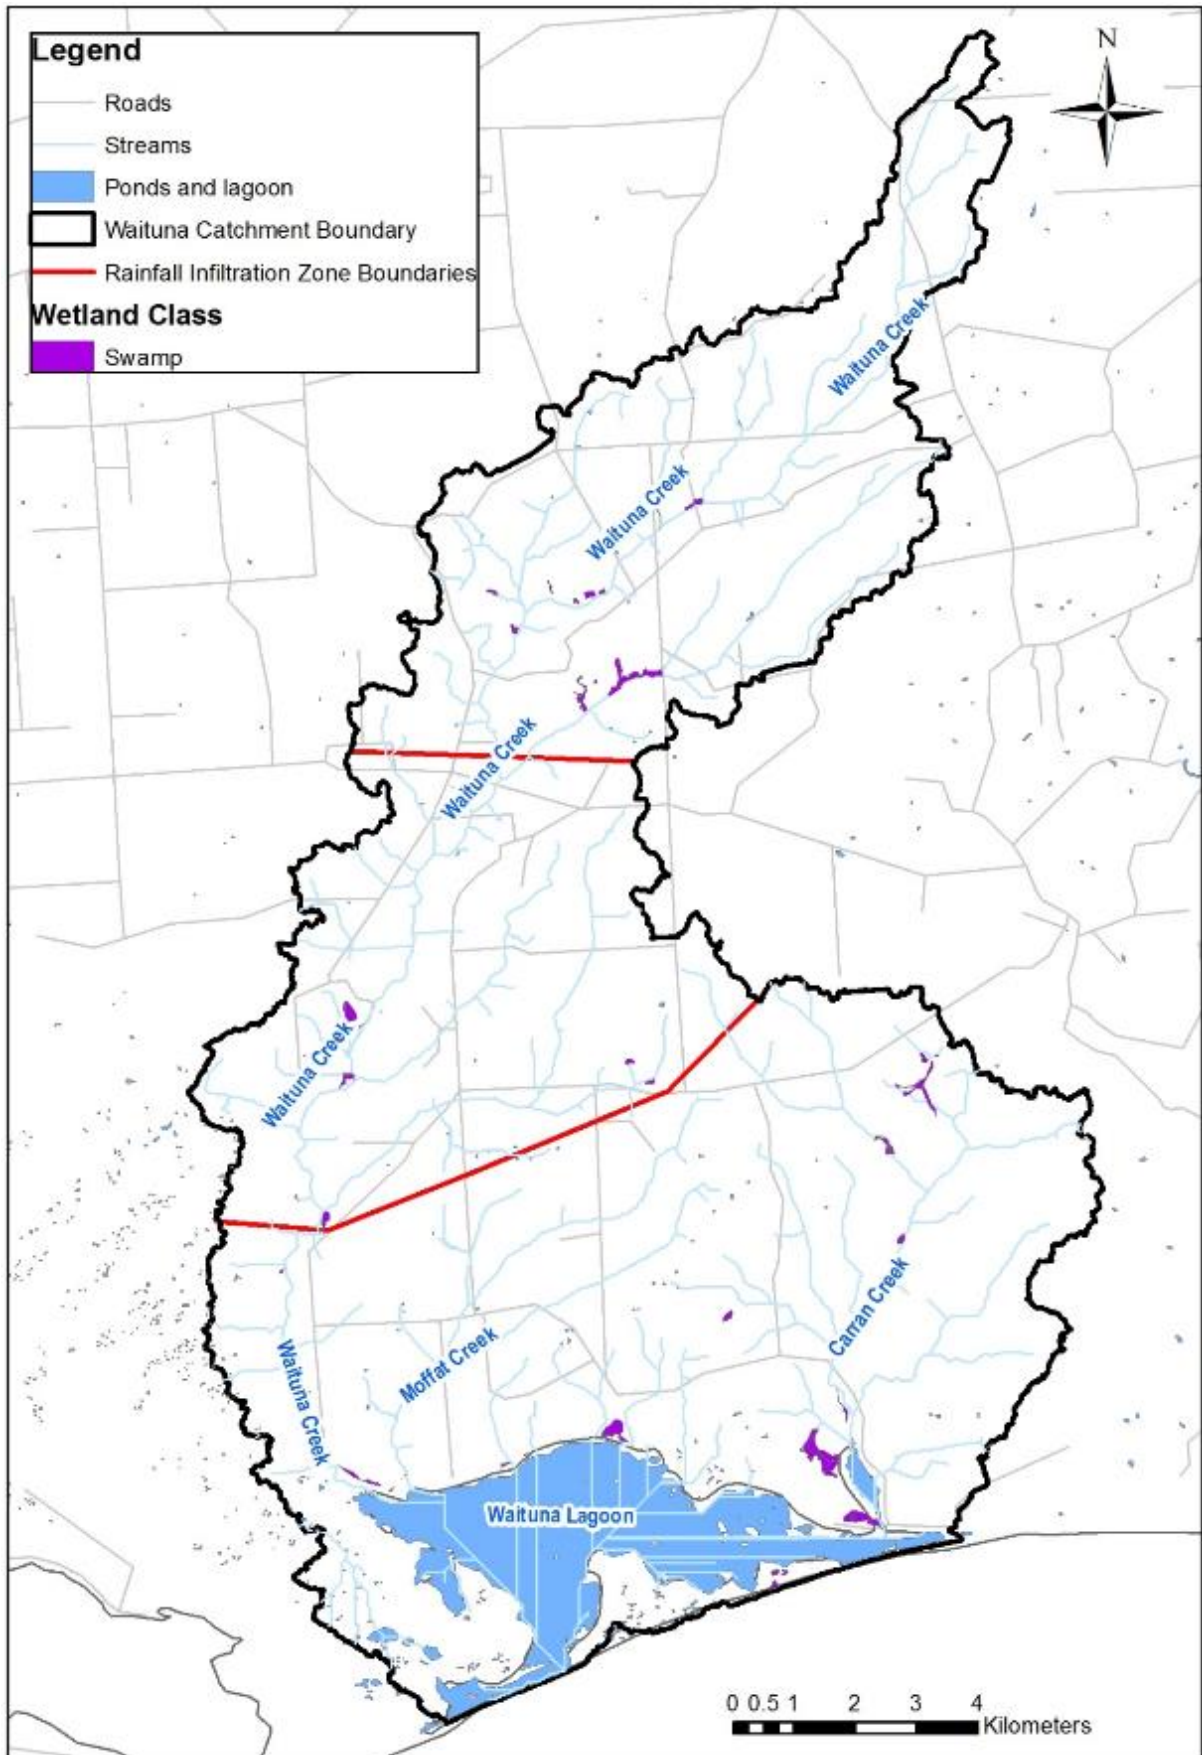 Legend
Roads
Streams
Ponds and lagoon
Waituna Catchment Boundary
Rainfall Infiltration Zone Boundaries
Wetland Class
Swamp
N
Waituna Creek
Waituna Creek
Waituna Creek
Waituna Creek
Carran Creek
Moffat Creek
Waituna Creek
Waituna Lagoon
0 0.5 1 2 3 4
Kilometers